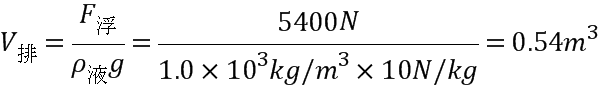 V排 = F浮/ρ液g = 5400N/(1.0 × 10³kg/m³ × 10N/kg) = 0.54m³